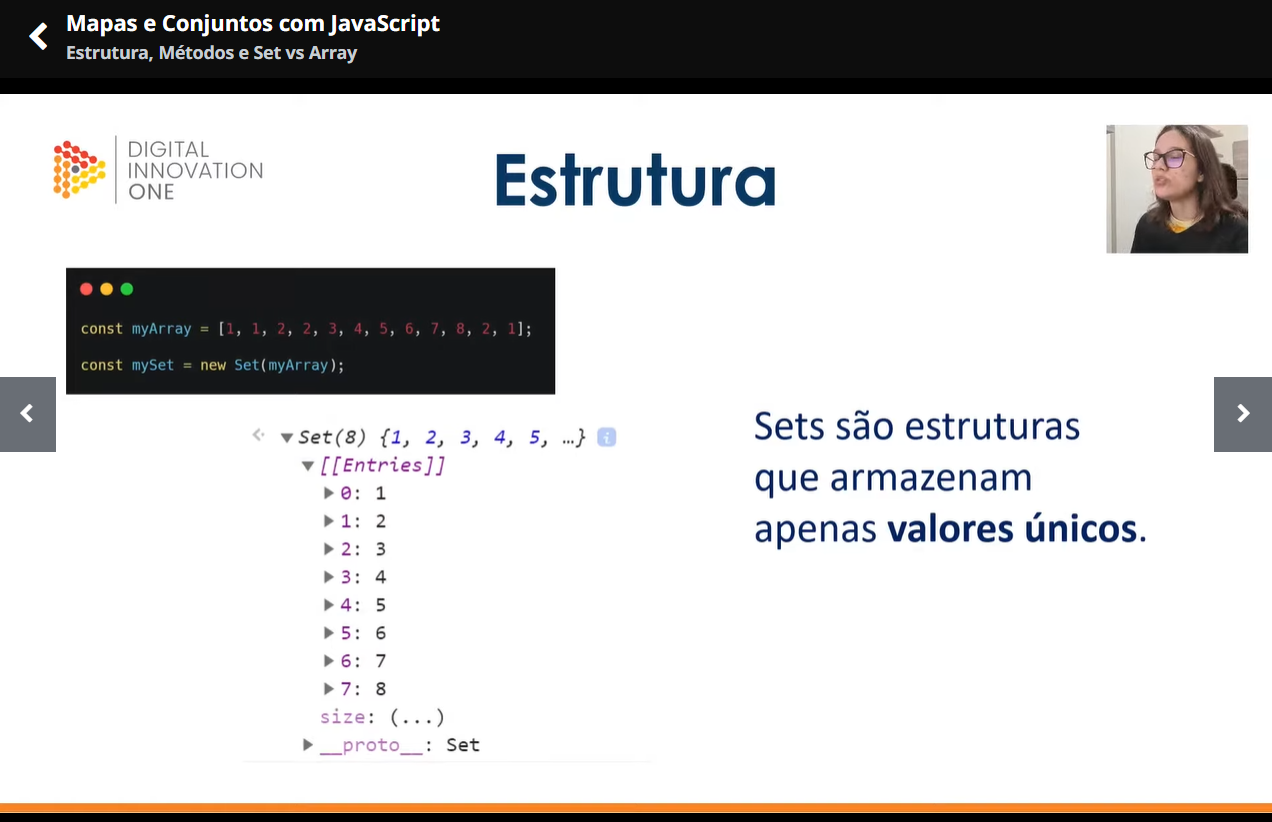 Mapas e Conjuntos com JavaScript
Estrutura, Métodos e Set vs Array
DIGITAL
INNOVATION
ONE
Estrutura
const myArray = [1, 1, 2, 2, 3, 4, 5, 6, 7, 8, 2, 1];
const mySet = new Set(myArray);
Set(8) {1, 2, 3, 4, 5, …} i
[[Entries]]
0: 1
1: 2
2: 3
3: 4
4: 5
5: 6
6: 7
7: 8
size: (...)
__proto__: Set
Sets são estruturas
que armazenam
apenas valores únicos.